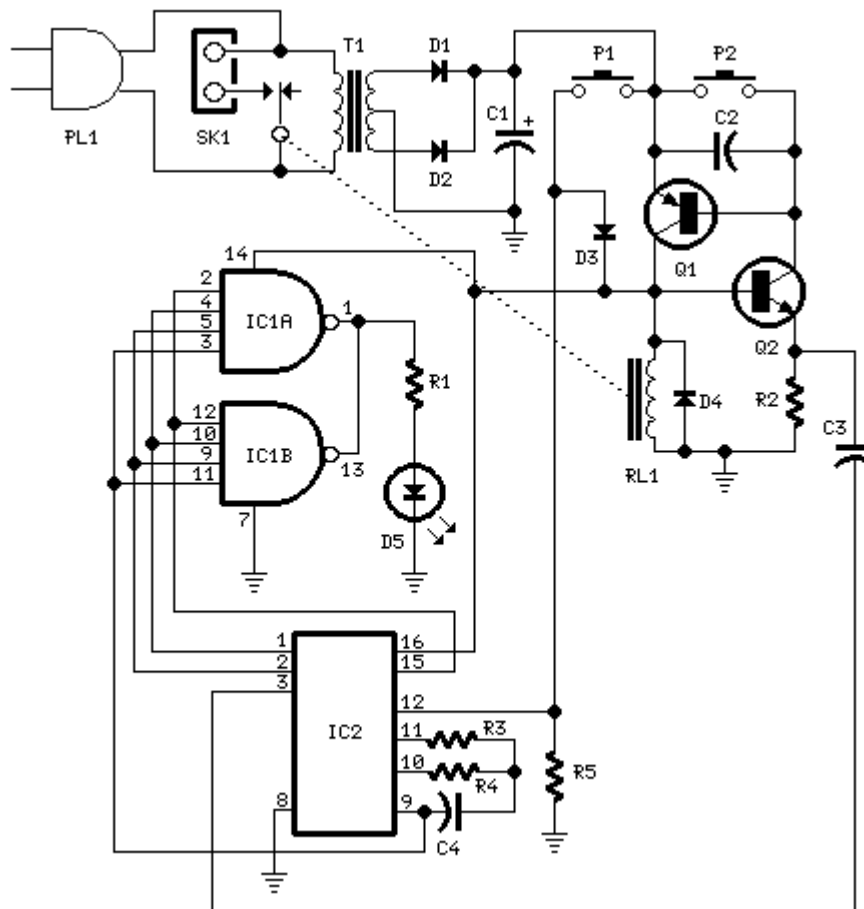 T1
D1
P1
P2
C1
+
C2
PL1
SK1
D2
14
D3
Q1
2
4
IC1A
1
5
3
Q2
R1
D4
R2
C3
12
10
IC1B
9
13
11
RL1
7
D5
1
16
2
15
3
12
IC2
11
R3
10
R4
R5
8
9
C4